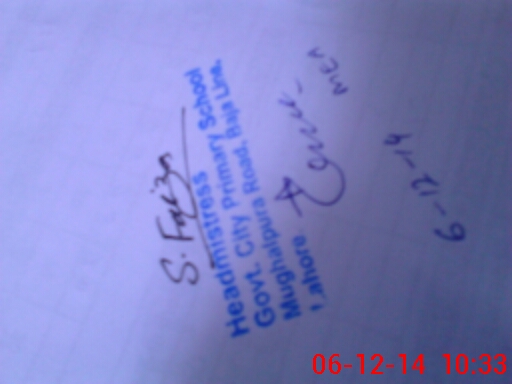 S. Faiza
Headmistress
Govt. City Primary School
Mughalpura Road, Baja Line,
Lahore
MEA
6-12-14
06-12-14 10:33